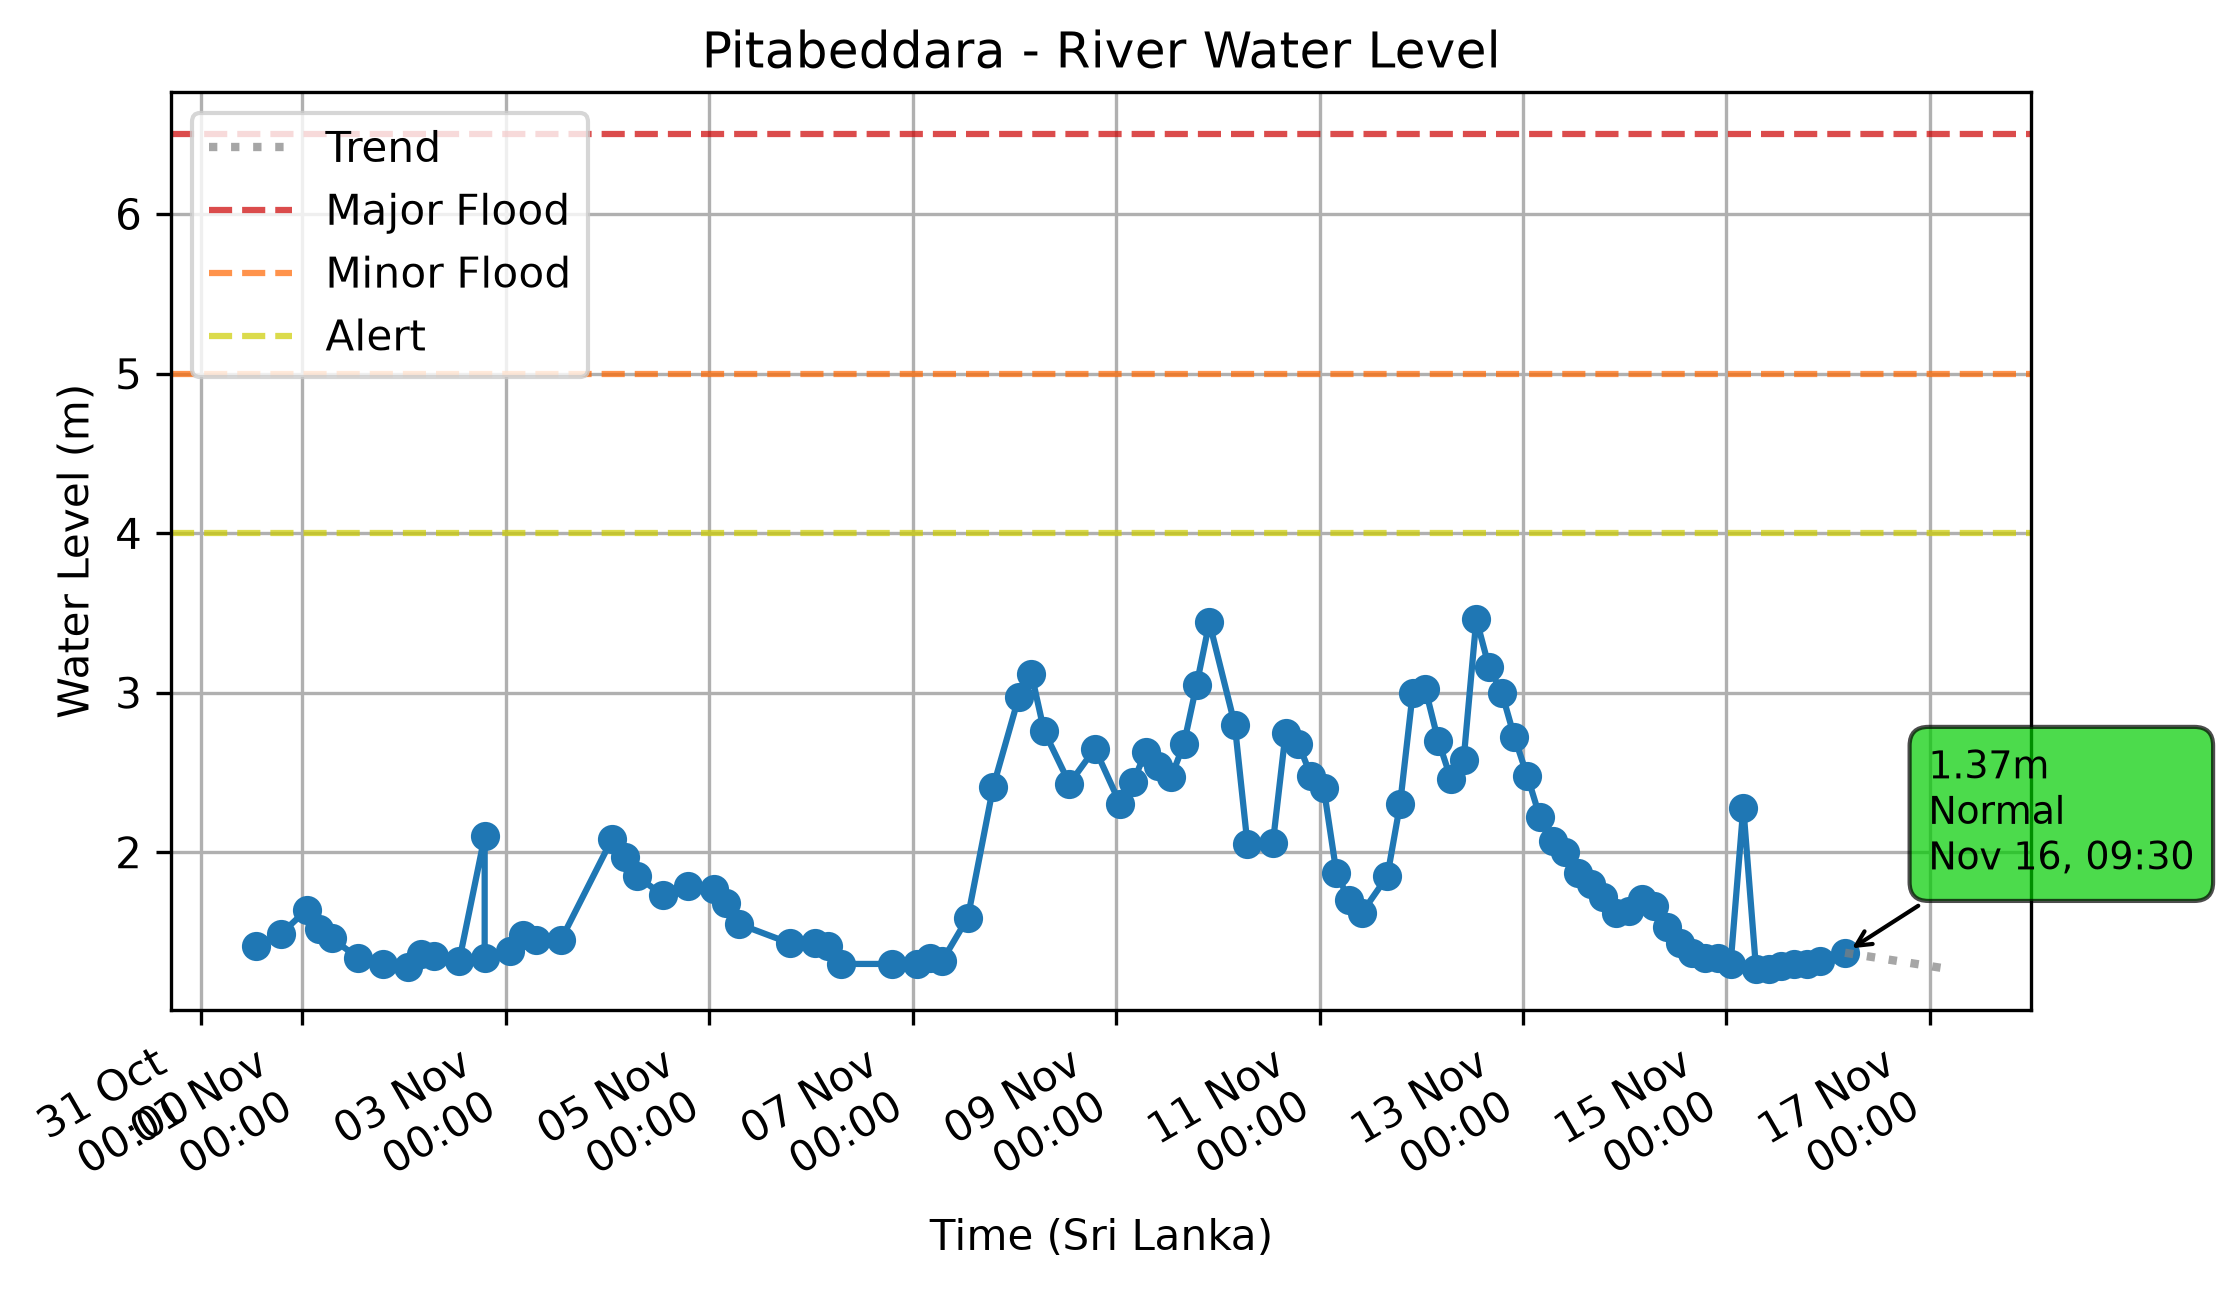 Pitabeddara - River Water Level
Trend
Major Flood
Minor Flood
Alert
6
5
4
3
2
Water Level (m)
1.37m
Normal
Nov 16, 09:30
31 Oct
00:00
01 Nov
00:00
03 Nov
00:00
05 Nov
00:00
07 Nov
00:00
09 Nov
00:00
11 Nov
00:00
13 Nov
00:00
15 Nov
00:00
17 Nov
00:00
Time (Sri Lanka)